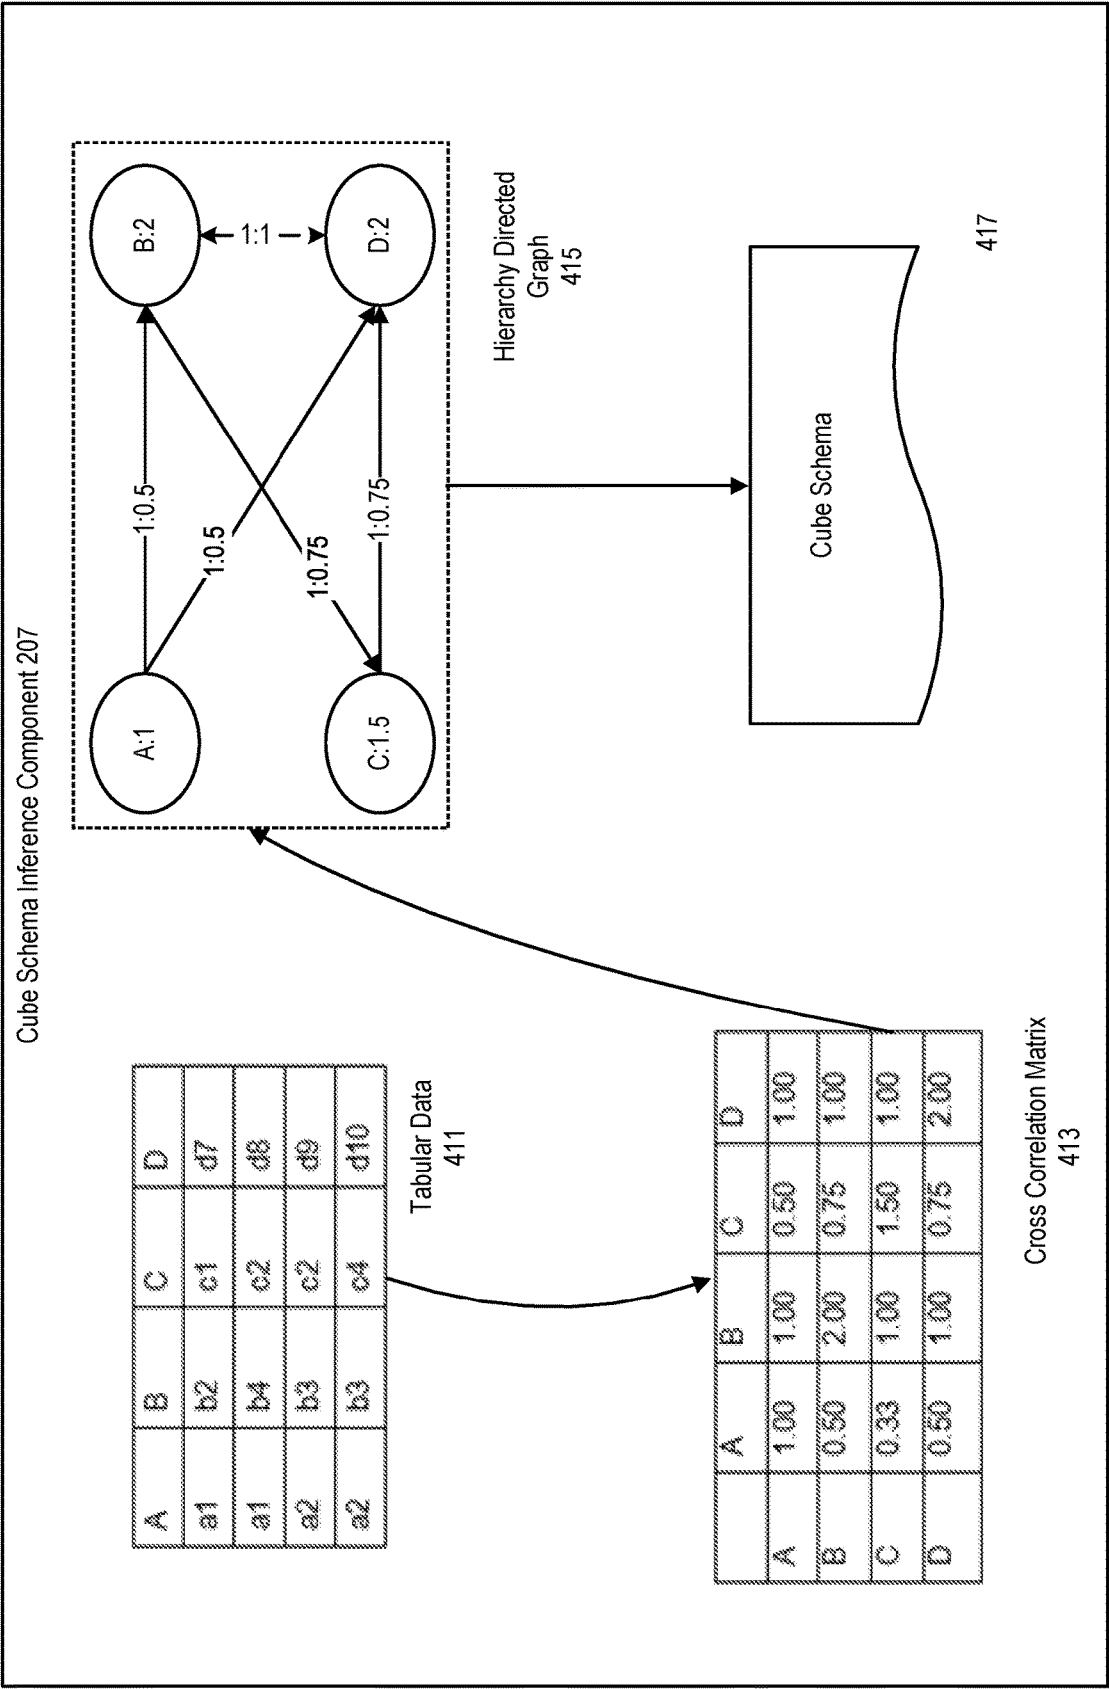 Cube Schema Inference Component 207
A B C D
a1 b2 c1 d7
a1 b4 c2 d8
a2 b3 c2 d9
a2 b3 c4 d10
Tabular Data
411
A B C D
A 1.00 1.00 0.50 1.00
B 0.50 2.00 0.75 1.00
C 0.33 1.00 1.50 1.00
D 0.50 1.00 0.75 2.00
Cross Correlation Matrix
413
A:1
1:0.5
B:2
1:0.5
1:1
1:0.75
C:1.5
1:0.75
D:2
Hierarchy Directed
Graph
415
Cube Schema
417